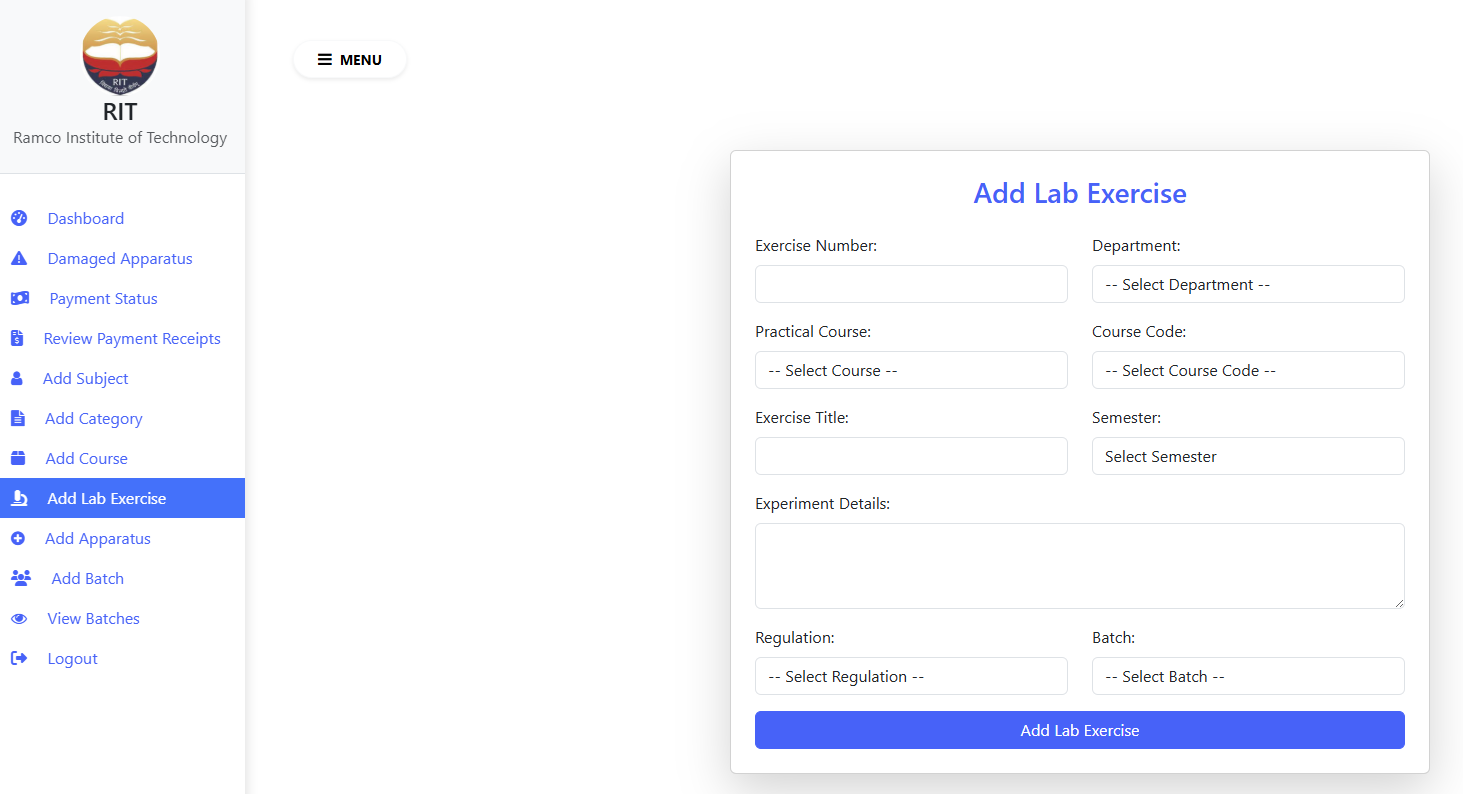 RIT
RIT
Ramco Institute of Technology
Dashboard
Damaged Apparatus
Payment Status
Review Payment Receipts
Add Subject
Add Category
Add Course
Add Lab Exercise
Add Apparatus
Add Batch
View Batches
Logout
MENU
Add Lab Exercise
Exercise Number: Department:
-- Select Department --
Practical Course: Course Code:
-- Select Course -- -- Select Course Code --
Exercise Title: Semester:
Select Semester
Experiment Details:
Regulation: Batch:
-- Select Regulation -- -- Select Batch --
Add Lab Exercise